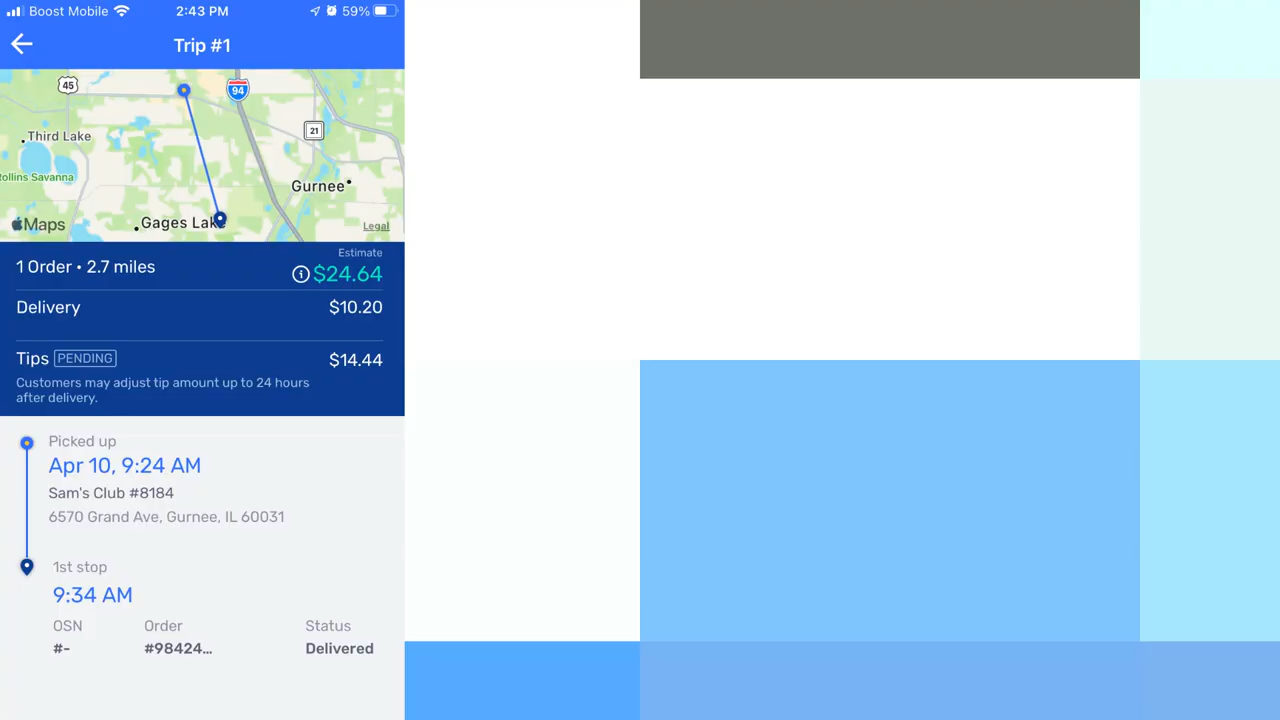 Boost Mobile 2:43 PM 59%
Trip #1
45
94
Third Lake
21
ollins Savanna
Gurnee
Maps
Gages Lake
Legal
Estimate
1 Order • 2.7 miles
$24.64
Delivery $10.20
Tips PENDING $14.44
Customers may adjust tip amount up to 24 hours
after delivery.
Picked up
Apr 10, 9:24 AM
Sam's Club #8184
6570 Grand Ave, Gurnee, IL 60031
1st stop
9:34 AM
OSN Order Status
#- #98424... Delivered